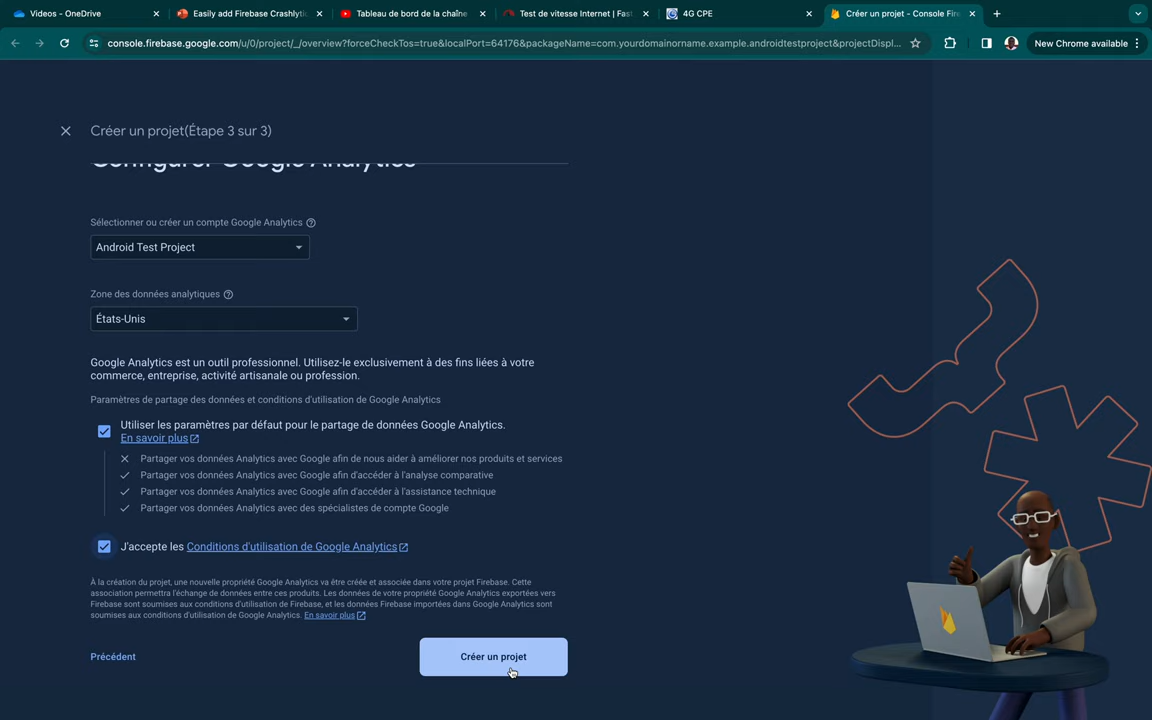 Videos - OneDrive
Easily add Firebase Crashlytic
Tableau de bord de la chaîne
Test de vitesse Internet | Fast
4G CPE
Créer un projet - Console Fire
console.firebase.google.com/u/0/project/_/overview?forceCheckTos=true&localPort=64176&packageName=com.yourdomainorname.example.androidtestproject&projectDispl...
New Chrome available
Créer un projet(Étape 3 sur 3)
Configurer Google Analytics
Sélectionner ou créer un compte Google Analytics
Android Test Project
Zone des données analytiques
États-Unis
Google Analytics est un outil professionnel. Utilisez-le exclusivement à des fins liées à votre
commerce, entreprise, activité artisanale ou profession.
Paramètres de partage des données et conditions d'utilisation de Google Analytics
Utiliser les paramètres par défaut pour le partage de données Google Analytics.
En savoir plus
Partager vos données Analytics avec Google afin de nous aider à améliorer nos produits et services
Partager vos données Analytics avec Google afin d'accéder à l'analyse comparative
Partager vos données Analytics avec Google afin d'accéder à l'assistance technique
Partager vos données Analytics avec des spécialistes de compte Google
J'accepte les Conditions d'utilisation de Google Analytics
À la création du projet, une nouvelle propriété Google Analytics va être créée et associée dans votre projet Firebase. Cette
association permettra l'échange de données entre ces produits. Les données de votre propriété Google Analytics exportées vers
Firebase sont soumises aux conditions d'utilisation de Firebase, et les données Firebase importées dans Google Analytics sont
soumises aux conditions d'utilisation de Google Analytics. En savoir plus
Précédent
Créer un projet